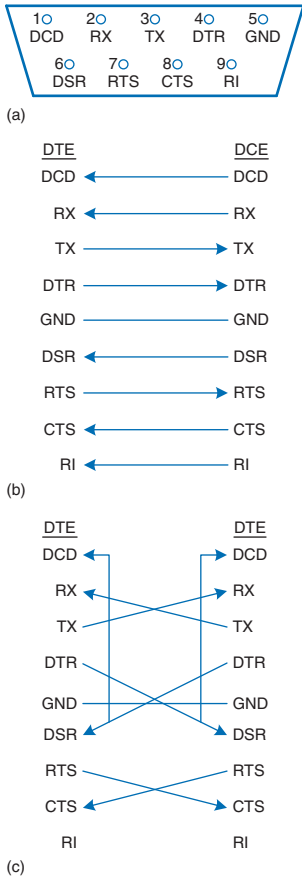 1 2 3 4 5
DCD RX TX DTR GND
6 7 8 9
DSR RTS CTS RI
(a)
DTE DCE
DCD DCD
RX RX
TX TX
DTR DTR
GND GND
DSR DSR
RTS RTS
CTS CTS
RI RI
(b)
DTE DTE
DCD DCD
RX RX
TX TX
DTR DTR
GND GND
DSR DSR
RTS RTS
CTS CTS
RI RI
(c)